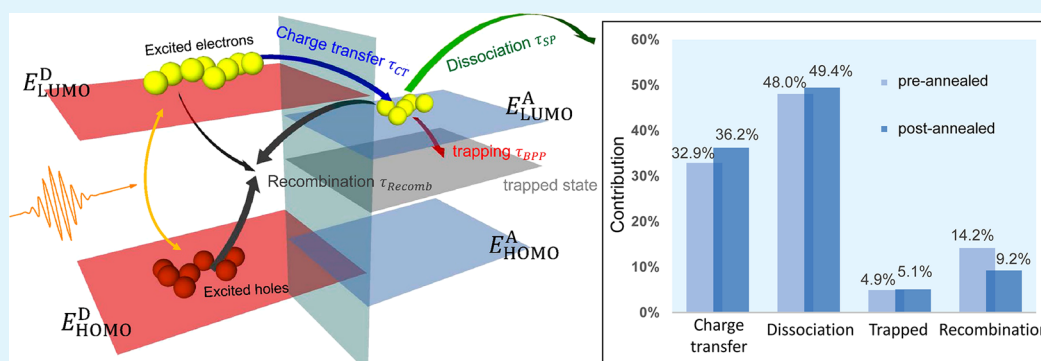 Excited electrons
Charge transfer τ_CT
Dissociation τ_SP
E^D_LUMO
E^A_LUMO
trapping τ_BPP
Recombination τ_Recomb
trapped state
E^A_HOMO
Excited holes
E^D_HOMO
60%
50%
40%
30%
20%
10%
0%
Contribution
pre-annealed
post-annealed
32.9%
36.2%
48.0%
49.4%
4.9%
5.1%
14.2%
9.2%
Charge
transfer
Dissociation
Trapped
Recombination